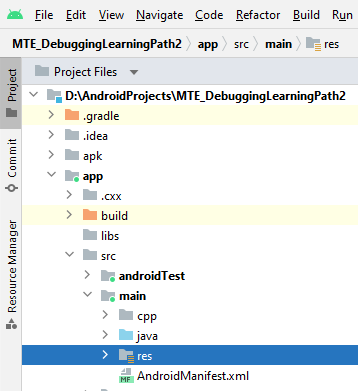 File Edit View Navigate Code Refactor Build Run
MTE_DebuggingLearningPath2 app src main res
Project Files
D:\AndroidProjects\MTE_DebuggingLearningPath2
.gradle
.idea
apk
app
.cxx
build
libs
src
androidTest
main
cpp
java
res
MF AndroidManifest.xml
Project
Commit
Resource Manager